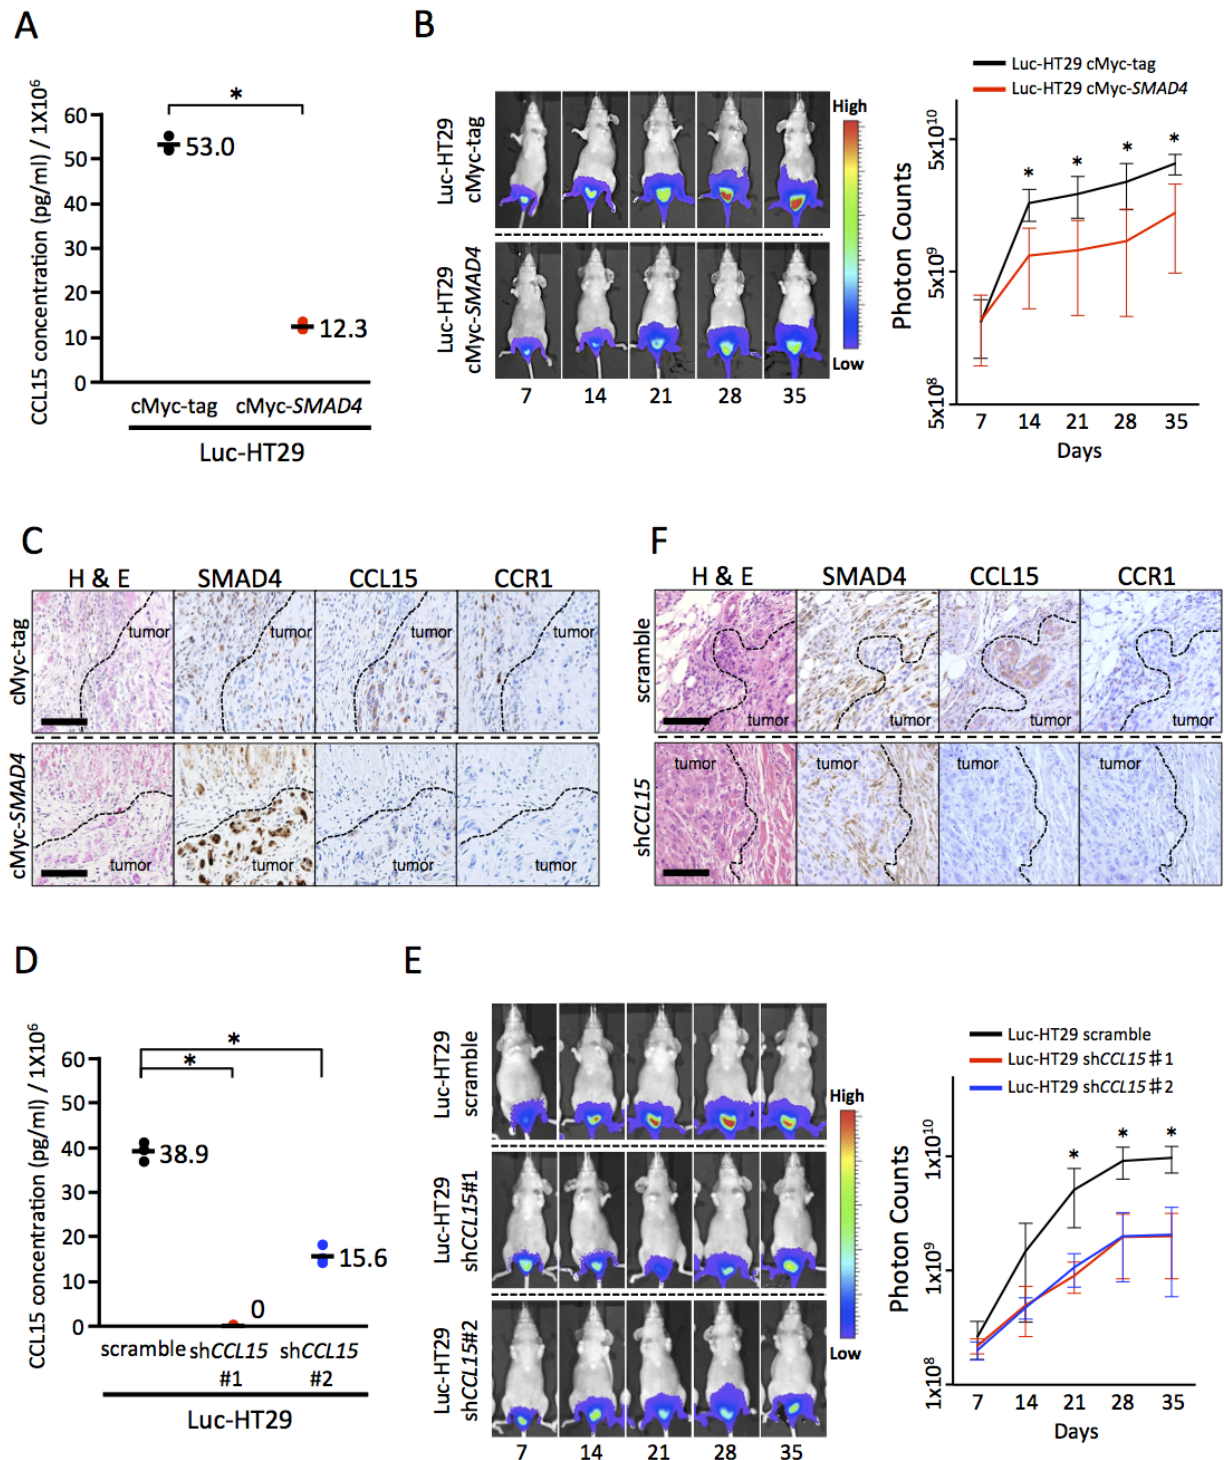 A
CCL15 concentration (pg/ml) / 1X10⁶
60
50
40
30
20
10
0
*
53.0
12.3
cMyc-tag
cMyc-SMAD4
Luc-HT29
B
Luc-HT29
cMyc-tag
Luc-HT29
cMyc-SMAD4
7
14
21
28
35
High
Low
Luc-HT29 cMyc-tag
Luc-HT29 cMyc-SMAD4
Photon Counts
5x10¹⁰
5x10⁹
5x10⁸
*
*
*
*
7
14
21
28
35
Days
C
H & E
SMAD4
CCL15
CCR1
cMyc-tag
tumor
tumor
tumor
tumor
cMyc-SMAD4
tumor
tumor
tumor
tumor
F
H & E
SMAD4
CCL15
CCR1
scramble
tumor
tumor
tumor
tumor
shCCL15
tumor
tumor
tumor
tumor
D
CCL15 concentration (pg/ml) / 1X10⁶
60
50
40
30
20
10
0
*
*
38.9
0
15.6
scramble
shCCL15
#1
shCCL15
#2
Luc-HT29
E
Luc-HT29
scramble
Luc-HT29
shCCL15#1
Luc-HT29
shCCL15#2
7
14
21
28
35
High
Low
Luc-HT29 scramble
Luc-HT29 shCCL15#1
Luc-HT29 shCCL15#2
Photon Counts
1x10¹⁰
1x10⁹
1x10⁸
*
*
*
7
14
21
28
35
Days